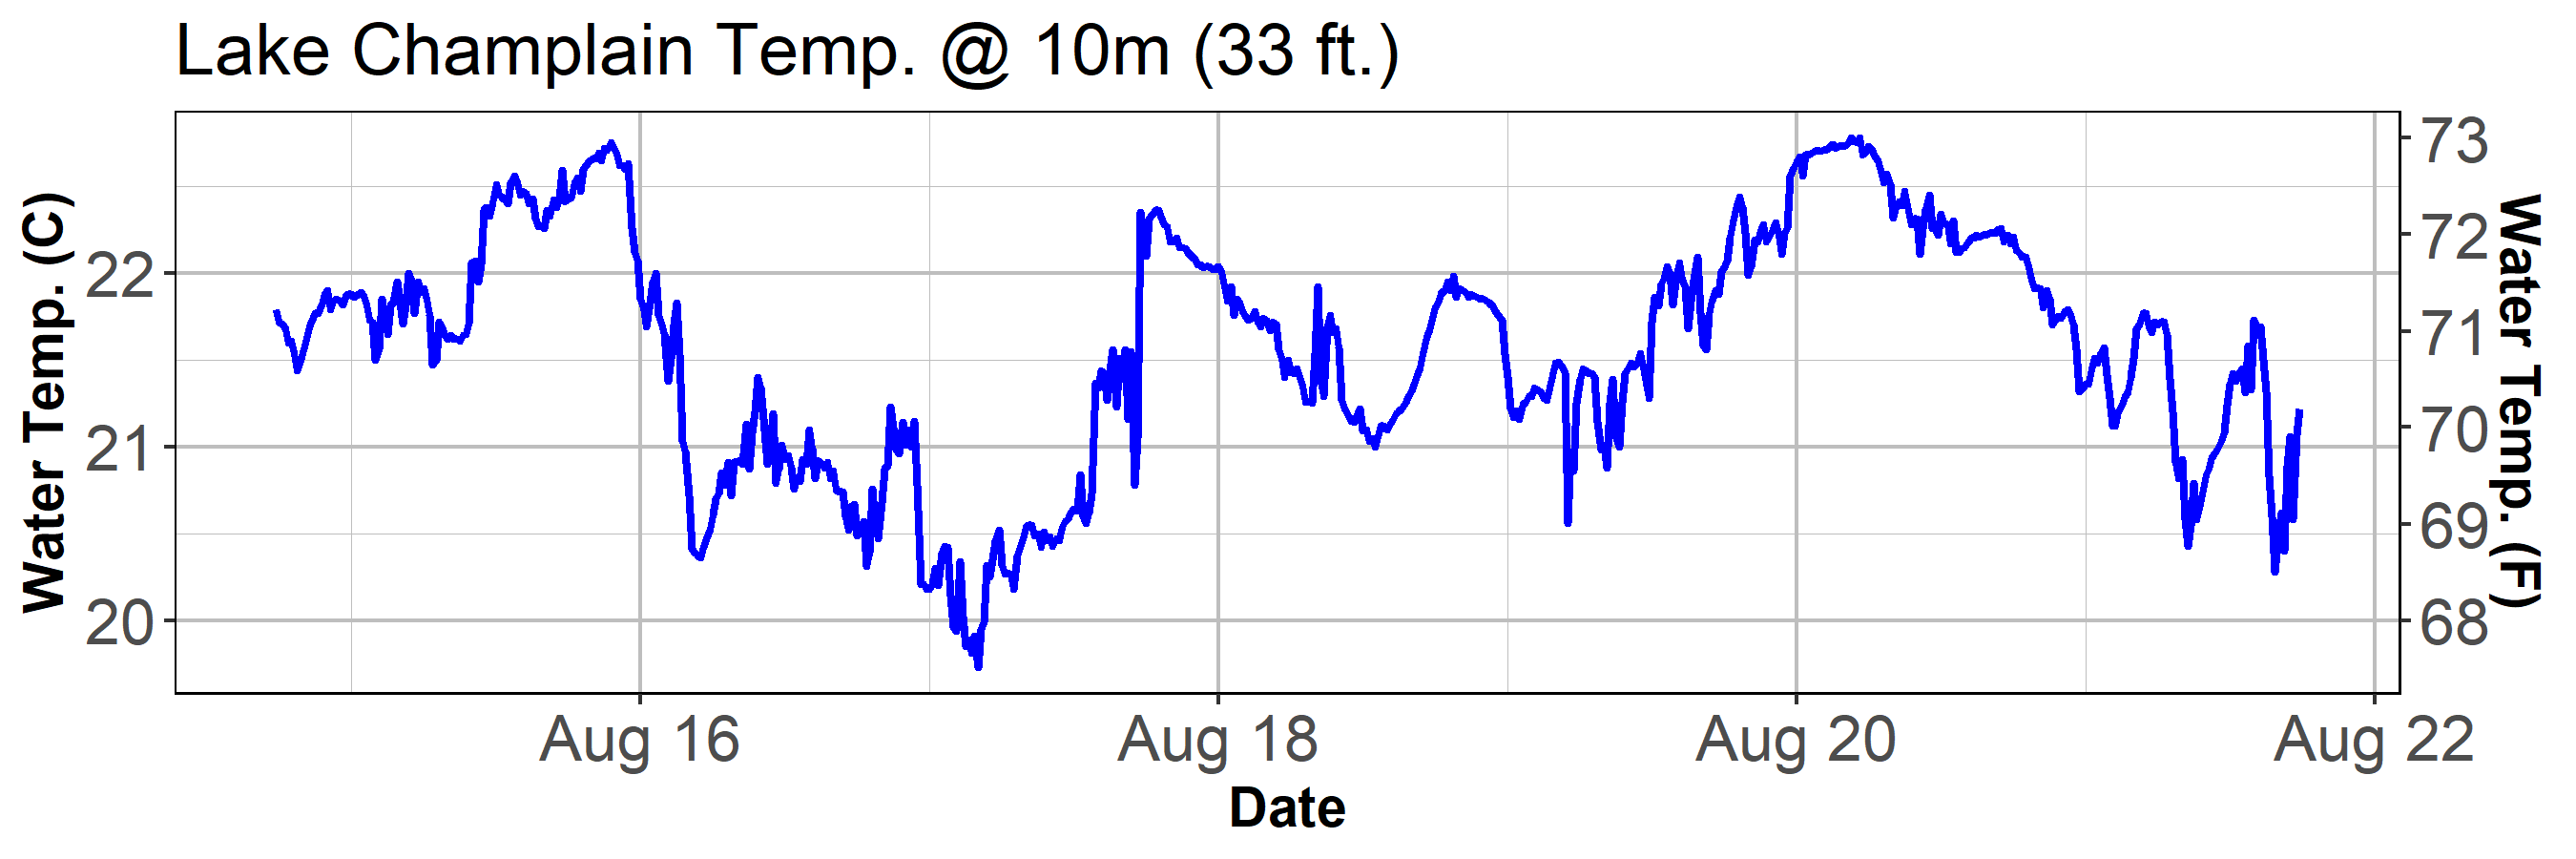 Lake Champlain Temp. @ 10m (33 ft.)
Water Temp. (C)
22
21
20
73
72
71
70
69
68
Water Temp. (F)
Aug 16 Aug 18 Aug 20 Aug 22
Date